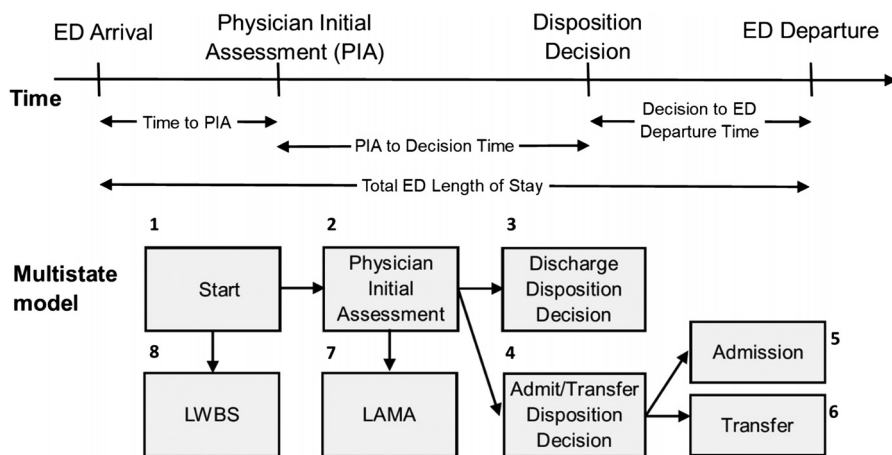 ED Arrival
Physician Initial
Assessment (PIA)
Disposition
Decision
ED Departure
Time
Time to PIA
PIA to Decision Time
Decision to ED
Departure Time
Total ED Length of Stay
Multistate
model
1
Start
2
Physician
Initial
Assessment
3
Discharge
Disposition
Decision
8
LWBS
7
LAMA
4
Admit/Transfer
Disposition
Decision
Admission
5
Transfer
6